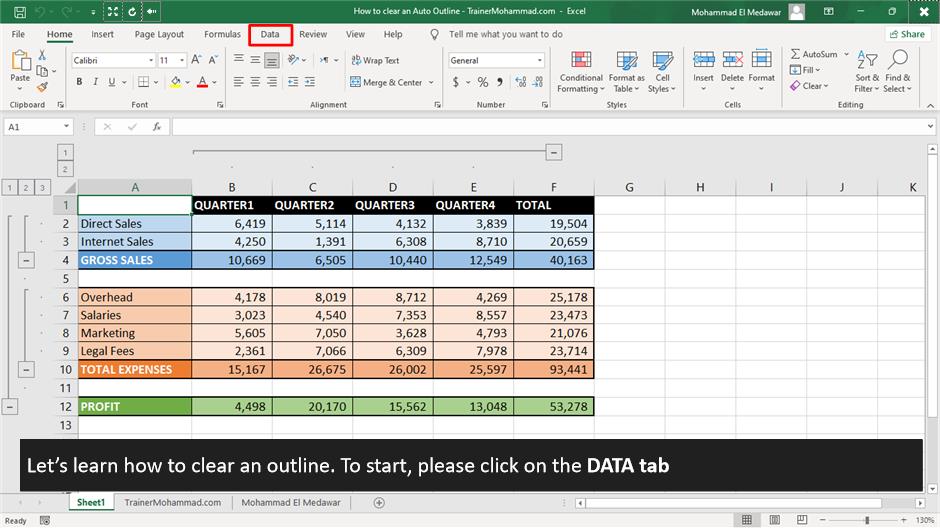 How to clear an Auto Outline - TrainerMohammad.com - Excel
Mohammad El Medawar
File Home Insert Page Layout Formulas Data Review View Help Tell me what you want to do Share
Paste
Calibri 11
Wrap Text
General
Conditional Formatting
Format as Table
Cell Styles
Insert Delete Format
AutoSum
Fill
Clear
Sort & Filter
Find & Select
B I U
Merge & Center
$ %
Clipboard Font Alignment Number Styles Cells Editing
A1 fx
1
2
1 2 3
A B C D E F G H I J K
1 QUARTER1 QUARTER2 QUARTER3 QUARTER4 TOTAL
2 Direct Sales 6,419 5,114 4,132 3,839 19,504
3 Internet Sales 4,250 1,391 6,308 8,710 20,659
4 GROSS SALES 10,669 6,505 10,440 12,549 40,163
5
6 Overhead 4,178 8,019 8,712 4,269 25,178
7 Salaries 3,023 4,540 7,353 8,557 23,473
8 Marketing 5,605 7,050 3,628 4,793 21,076
9 Legal Fees 2,361 7,066 6,309 7,978 23,714
10 TOTAL EXPENSES 15,167 26,675 26,002 25,597 93,441
11
12 PROFIT 4,498 20,170 15,562 13,048 53,278
13
Let's learn how to clear an outline. To start, please click on the DATA tab
Sheet1 TrainerMohammad.com Mohammad El Medawar
Ready 130%